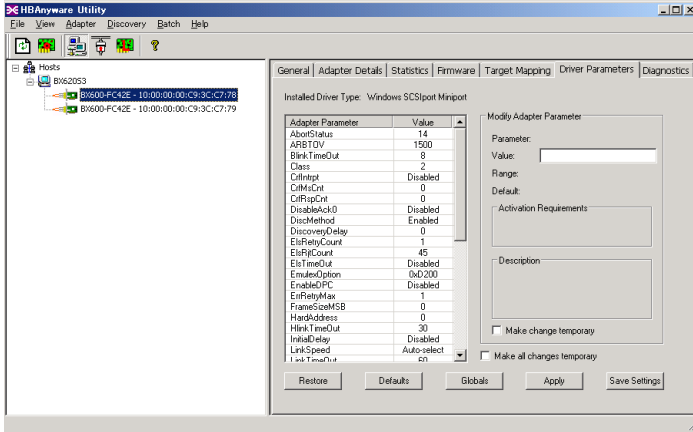 HBAnyware Utility
File View Adapter Discovery Batch Help
Hosts
BX620S3
BX600-FC42E - 10:00:00:00:C9:3C:C7:78
BX600-FC42E - 10:00:00:00:C9:3C:C7:79
General Adapter Details Statistics Firmware Target Mapping Driver Parameters Diagnostics
Installed Driver Type: Windows SCSIport Miniport
Adapter Parameter Value
AbortStatus 14
ARBTOV 1500
BlinkTimeOut 8
Class 2
CrfIntrpt Disabled
CrfMsCnt 0
CrfRspCnt 0
DisableAck0 Disabled
DiscMethod Enabled
DiscoveryDelay 0
ElsRetryCount 1
ElsRjtCount 45
ElsTimeOut Disabled
EmulexOption 0xD200
EnableDPC Disabled
ErrRetryMax 1
FrameSizeMSB 0
HardAddress 0
HlinkTimeOut 30
InitialDelay Disabled
LinkSpeed Auto-select
LinkTimeOut 60
Modify Adapter Parameter
Parameter:
Value:
Range:
Default:
Activation Requirements
Description
Make change temporary
Make all changes temporary
Restore Defaults Globals Apply Save Settings